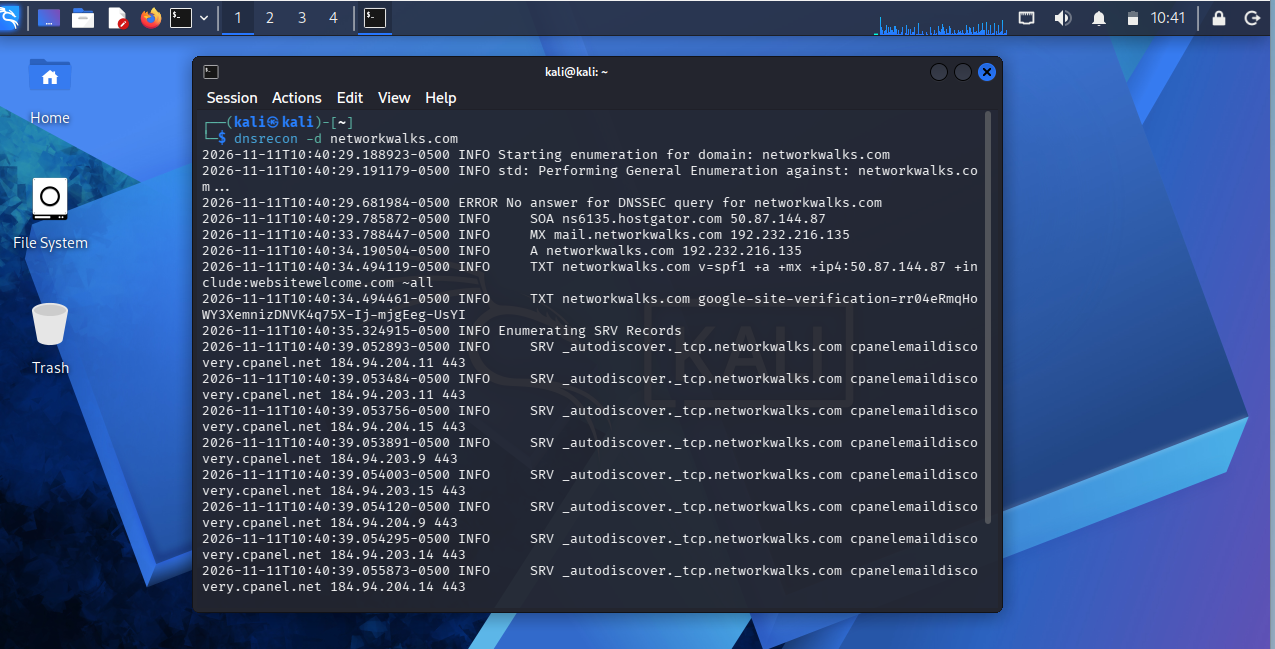 1 2 3 4 10:41
Home
File System
Trash
kali@kali: ~
Session Actions Edit View Help
┌──(kali㉿kali)-[~]
└─$ dnsrecon -d networkwalks.com
2026-11-11T10:40:29.188923-0500 INFO Starting enumeration for domain: networkwalks.com
2026-11-11T10:40:29.191179-0500 INFO std: Performing General Enumeration against: networkwalks.co
m...
2026-11-11T10:40:29.681984-0500 ERROR No answer for DNSSEC query for networkwalks.com
2026-11-11T10:40:29.785872-0500 INFO     SOA ns6135.hostgator.com 50.87.144.87
2026-11-11T10:40:33.788447-0500 INFO     MX mail.networkwalks.com 192.232.216.135
2026-11-11T10:40:34.190504-0500 INFO     A networkwalks.com 192.232.216.135
2026-11-11T10:40:34.494119-0500 INFO     TXT networkwalks.com v=spf1 +a +mx +ip4:50.87.144.87 +in
clude:websitewelcome.com ~all
2026-11-11T10:40:34.494461-0500 INFO     TXT networkwalks.com google-site-verification=rr04eRmqHo
WY3XemnizDNVK4q75X-Ij-mjgEeg-UsYI
2026-11-11T10:40:35.324915-0500 INFO Enumerating SRV Records
2026-11-11T10:40:39.052893-0500 INFO     SRV _autodiscover._tcp.networkwalks.com cpanelemaildisco
very.cpanel.net 184.94.204.11 443
2026-11-11T10:40:39.053484-0500 INFO     SRV _autodiscover._tcp.networkwalks.com cpanelemaildisco
very.cpanel.net 184.94.203.11 443
2026-11-11T10:40:39.053756-0500 INFO     SRV _autodiscover._tcp.networkwalks.com cpanelemaildisco
very.cpanel.net 184.94.204.15 443
2026-11-11T10:40:39.053891-0500 INFO     SRV _autodiscover._tcp.networkwalks.com cpanelemaildisco
very.cpanel.net 184.94.203.9 443
2026-11-11T10:40:39.054003-0500 INFO     SRV _autodiscover._tcp.networkwalks.com cpanelemaildisco
very.cpanel.net 184.94.203.15 443
2026-11-11T10:40:39.054120-0500 INFO     SRV _autodiscover._tcp.networkwalks.com cpanelemaildisco
very.cpanel.net 184.94.204.9 443
2026-11-11T10:40:39.054295-0500 INFO     SRV _autodiscover._tcp.networkwalks.com cpanelemaildisco
very.cpanel.net 184.94.203.14 443
2026-11-11T10:40:39.055873-0500 INFO     SRV _autodiscover._tcp.networkwalks.com cpanelemaildisco
very.cpanel.net 184.94.204.14 443
KALI